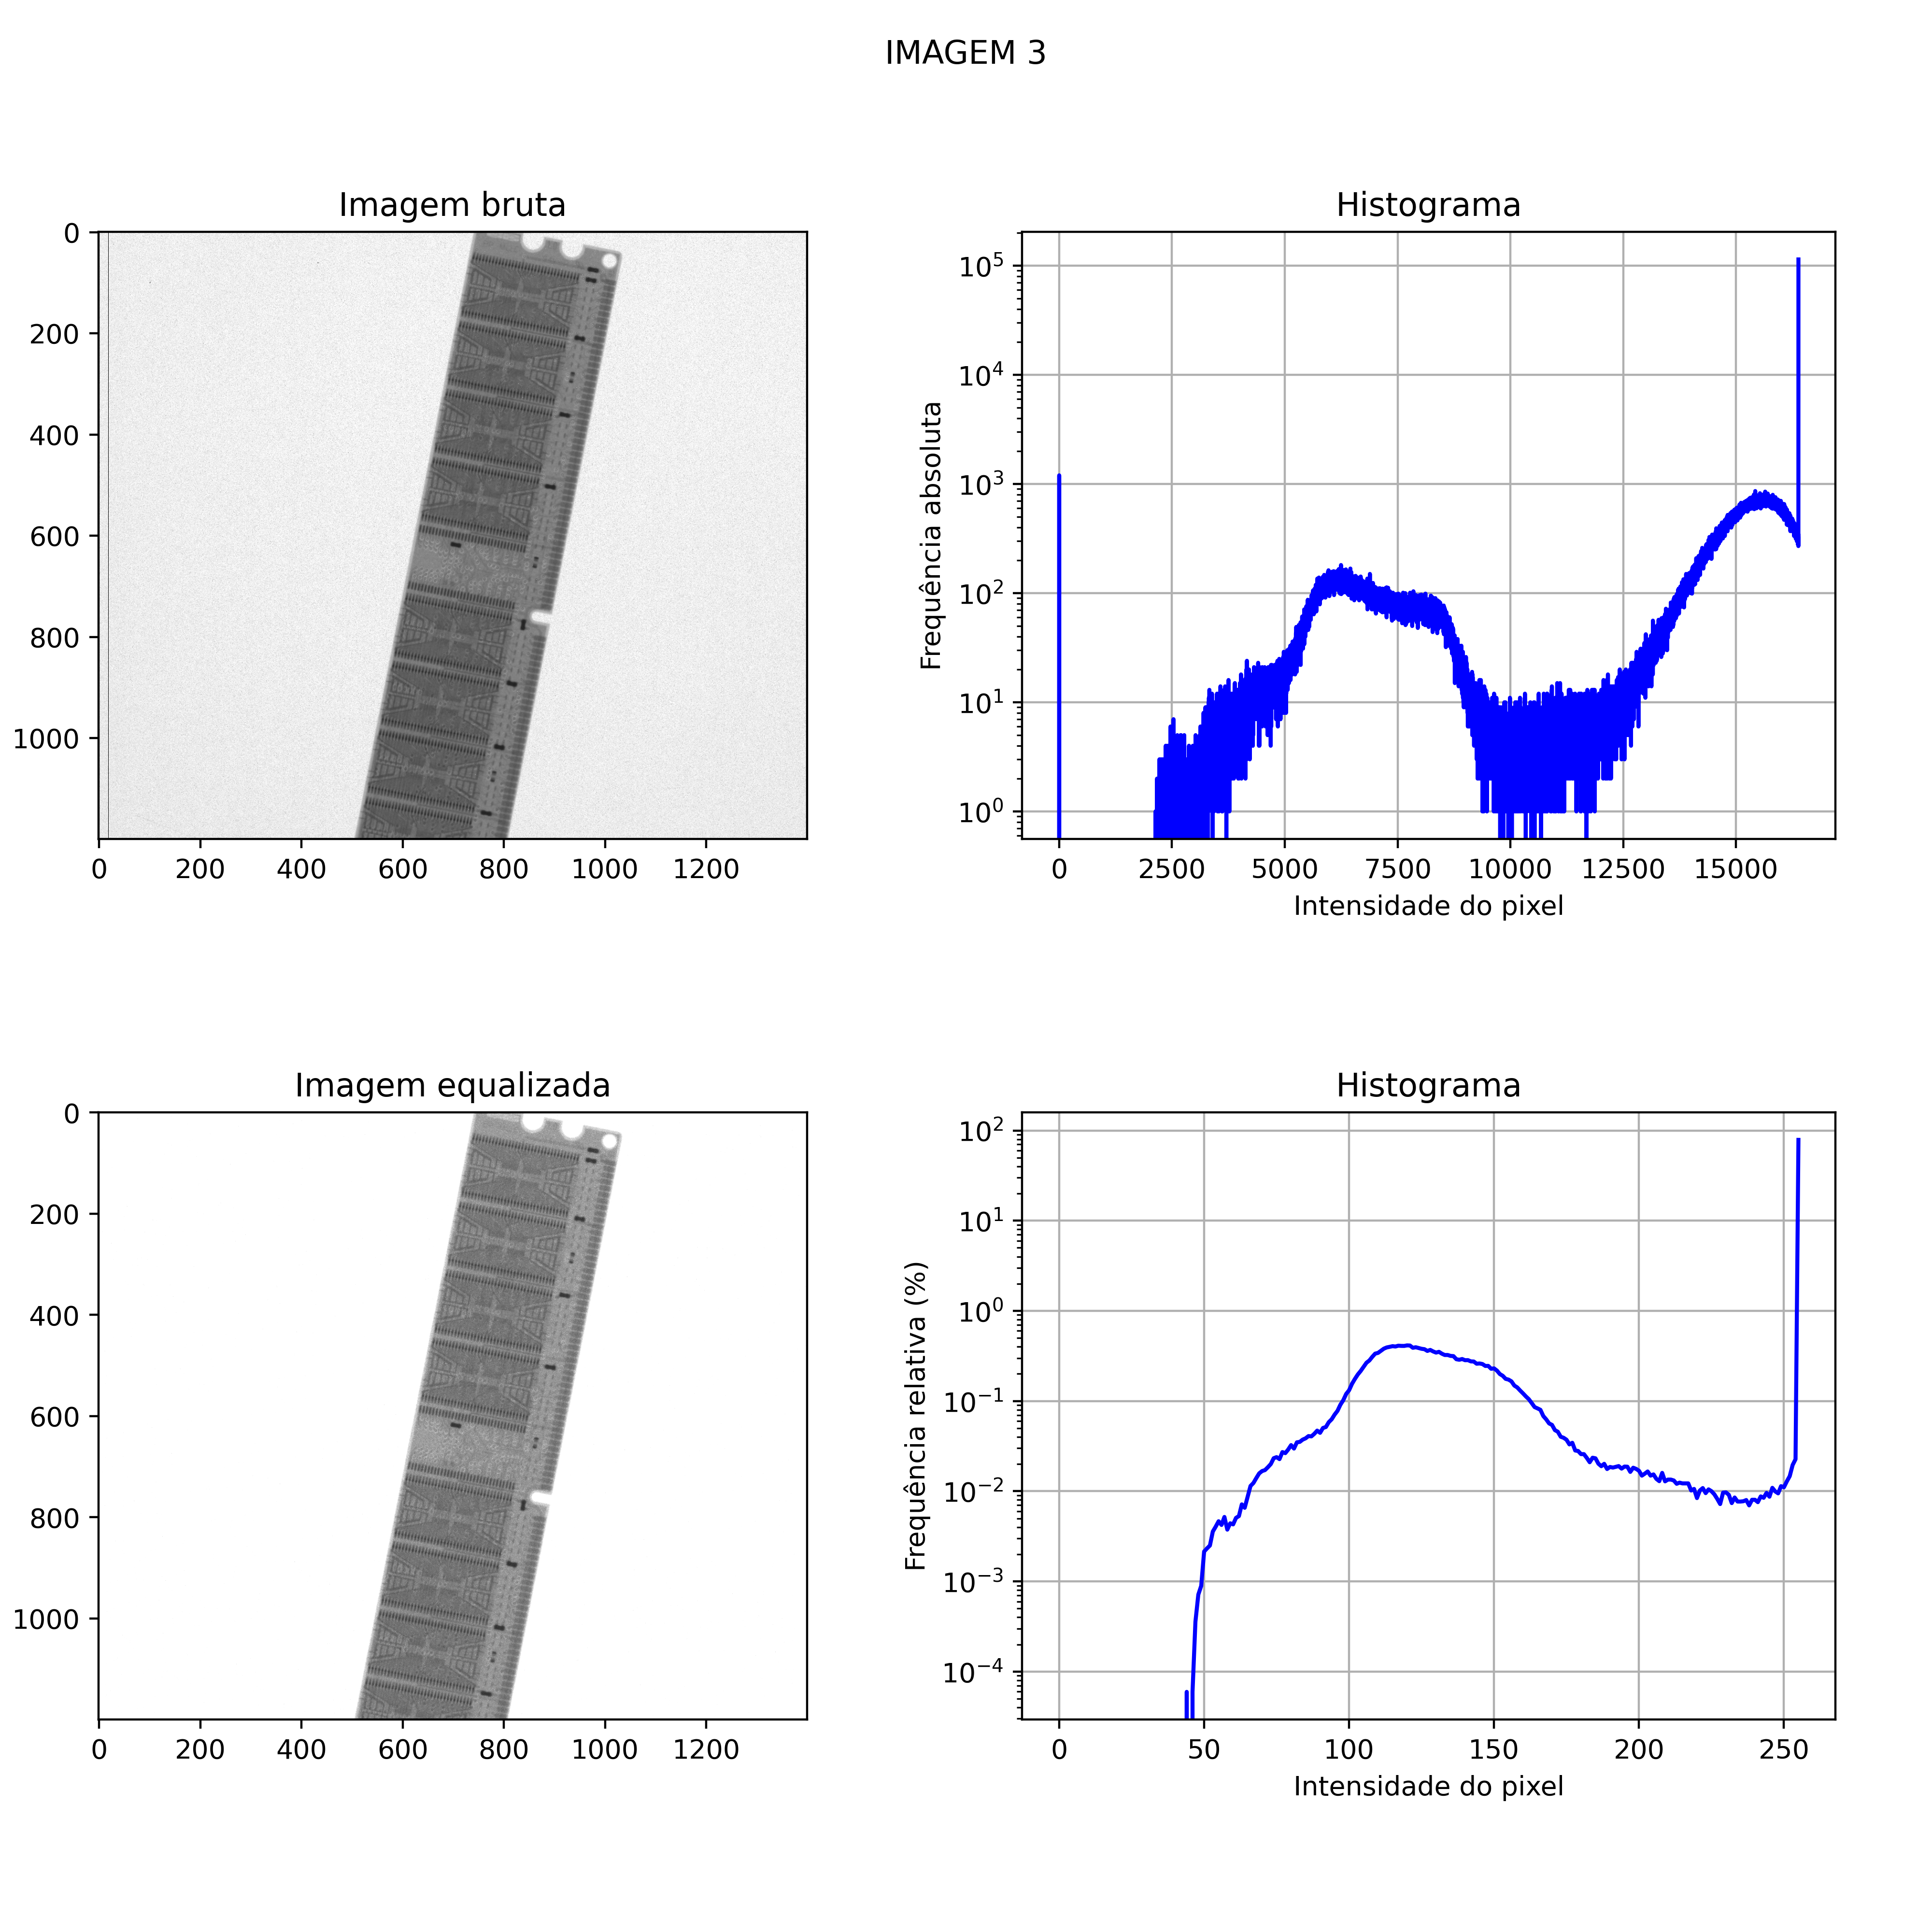 IMAGEM 3
Imagem bruta
0
200
400
600
800
1000
0 200 400 600 800 1000 1200
Histograma
Frequência absoluta
10⁵
10⁴
10³
10²
10¹
10⁰
0 2500 5000 7500 10000 12500 15000
Intensidade do pixel
Imagem equalizada
0
200
400
600
800
1000
0 200 400 600 800 1000 1200
Histograma
Frequência relativa (%)
10²
10¹
10⁰
10⁻¹
10⁻²
10⁻³
10⁻⁴
0 50 100 150 200 250
Intensidade do pixel